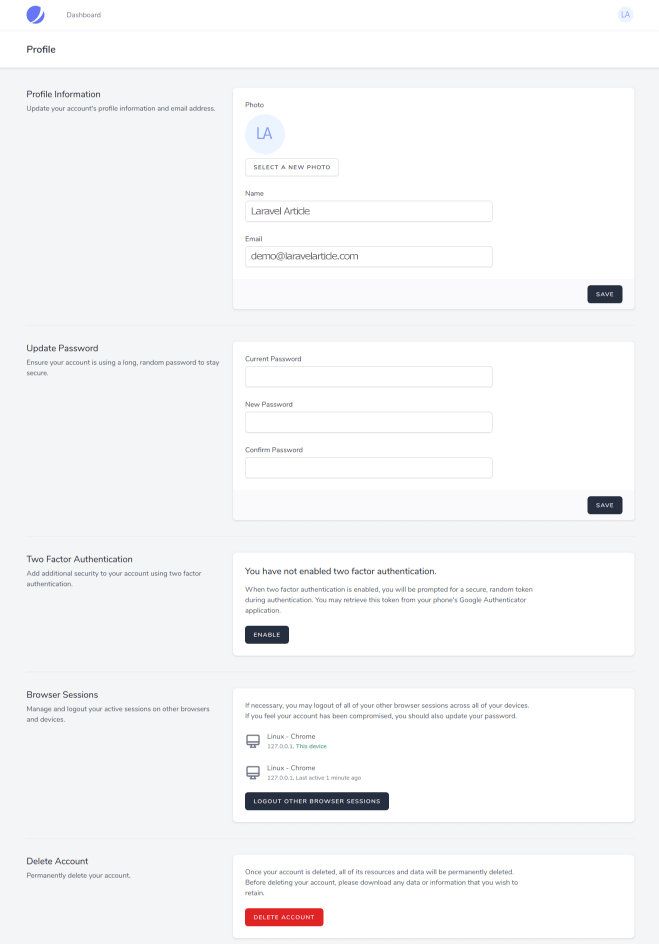 Dashboard
LA
Profile
Profile Information
Update your account's profile information and email address.
Photo
LA
SELECT A NEW PHOTO
Name
Laravel Article
Email
demo@laravelarticle.com
SAVE
Update Password
Ensure your account is using a long, random password to stay
secure.
Current Password
New Password
Confirm Password
SAVE
Two Factor Authentication
Add additional security to your account using two factor
authentication.
You have not enabled two factor authentication.
When two factor authentication is enabled, you will be prompted for a secure, random token
during authentication. You may retrieve this token from your phone's Google Authenticator
application.
ENABLE
Browser Sessions
Manage and logout your active sessions on other browsers
and devices.
If necessary, you may logout of all of your other browser sessions across all of your devices.
If you feel your account has been compromised, you should also update your password.
Linux - Chrome
127.0.0.1, This device
Linux - Chrome
127.0.0.1, Last active 1 minute ago
LOGOUT OTHER BROWSER SESSIONS
Delete Account
Permanently delete your account.
Once your account is deleted, all of its resources and data will be permanently deleted.
Before deleting your account, please download any data or information that you wish to
retain.
DELETE ACCOUNT